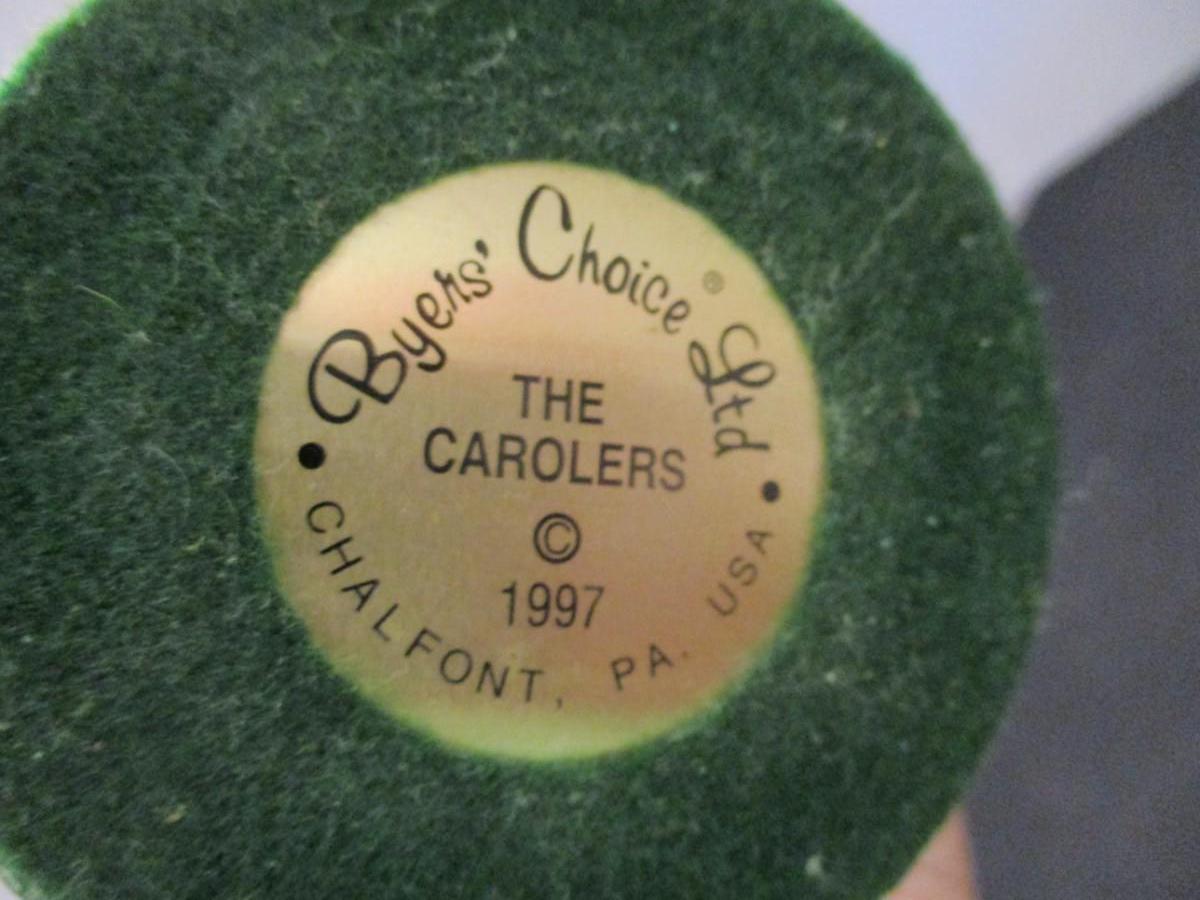 Byers' Choice® Ltd
THE
CAROLERS
©
1997
• CHALFONT, PA. USA •